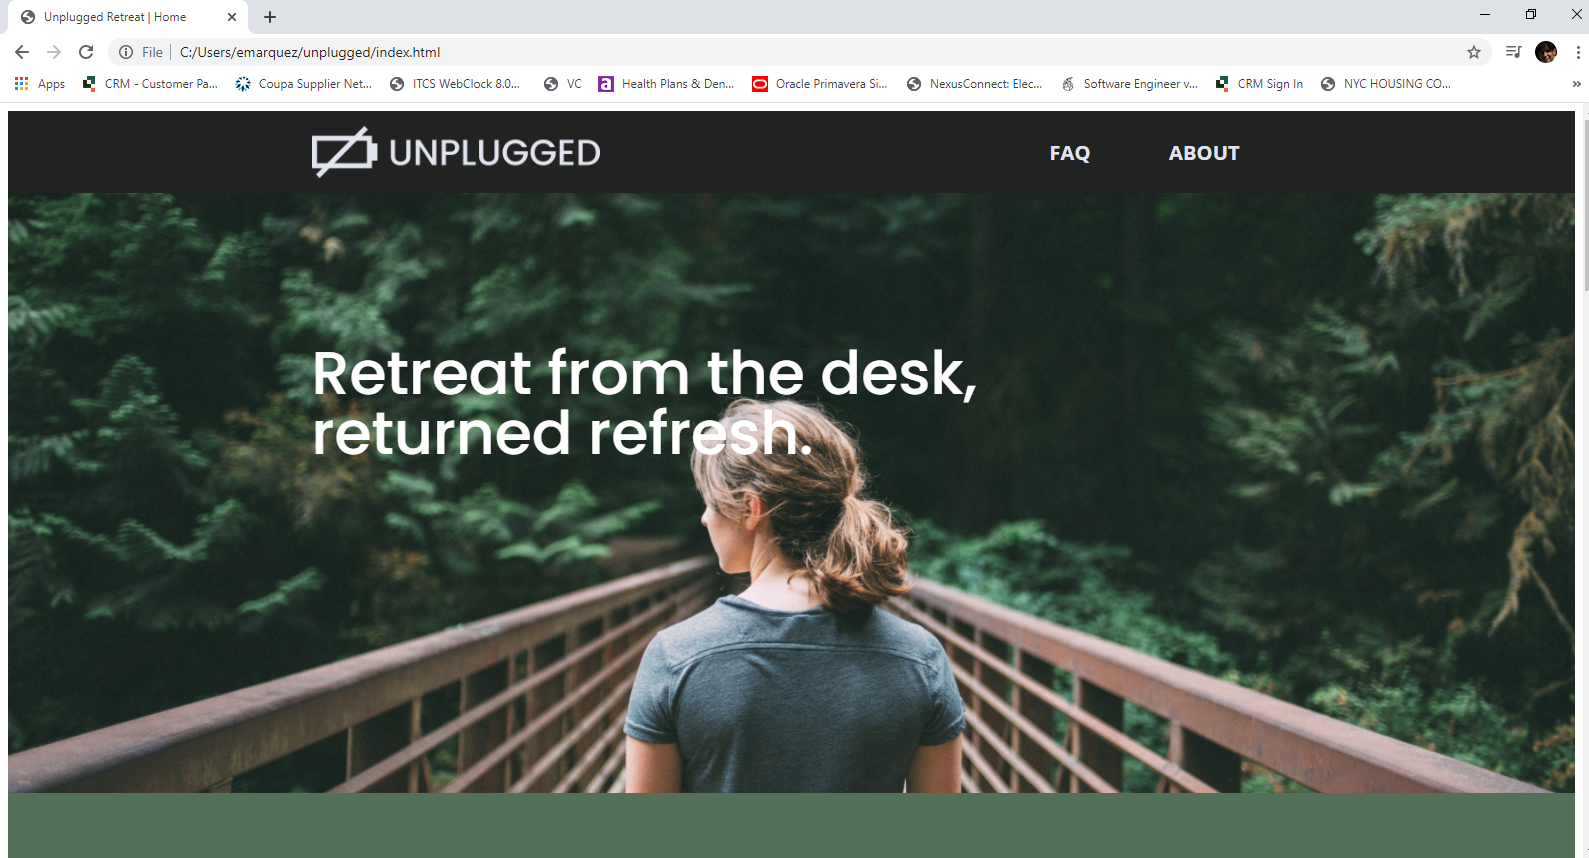 Unplugged Retreat | Home
File C:/Users/emarquez/unplugged/index.html
Apps CRM - Customer Pa... Coupa Supplier Net... ITCS WebClock 8.0... VC Health Plans & Den... Oracle Primavera Si... NexusConnect: Elec... Software Engineer v... CRM Sign In NYC HOUSING CO... »
UNPLUGGED FAQ ABOUT
Retreat from the desk,
returned refresh.